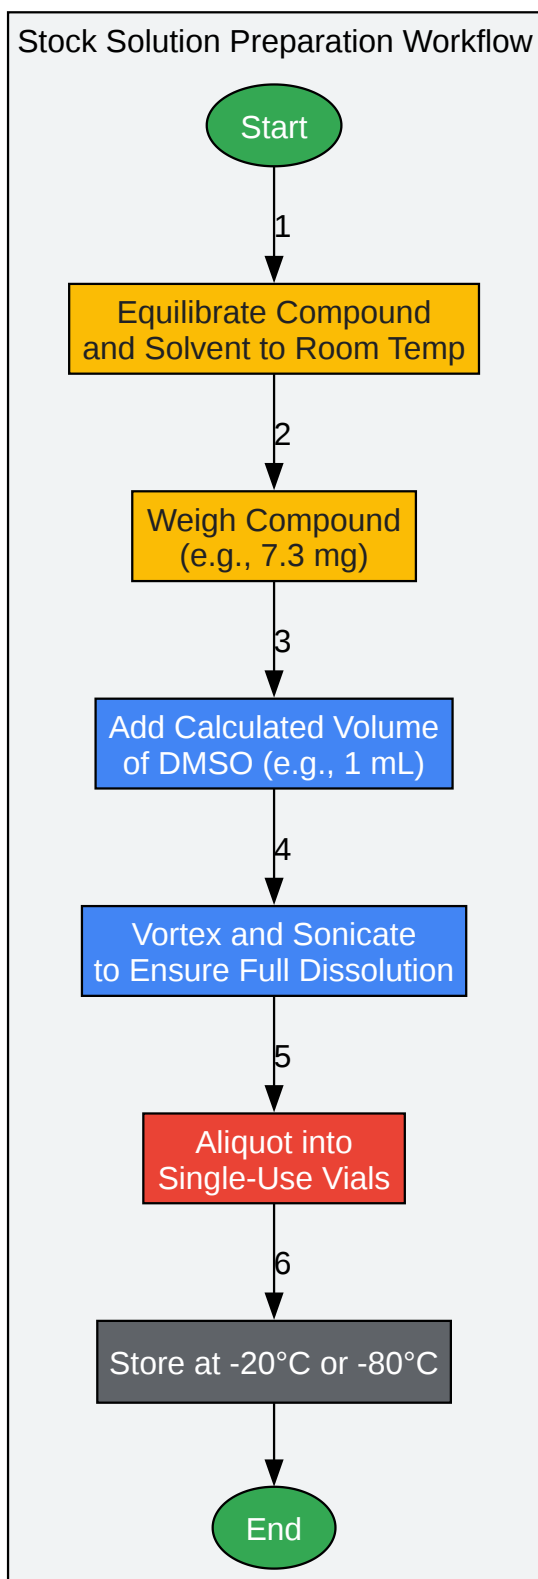 Stock Solution Preparation Workflow
Start
1
Equilibrate Compound
and Solvent to Room Temp
2
Weigh Compound
(e.g., 7.3 mg)
3
Add Calculated Volume
of DMSO (e.g., 1 mL)
4
Vortex and Sonicate
to Ensure Full Dissolution
5
Aliquot into
Single-Use Vials
6
Store at -20°C or -80°C
End